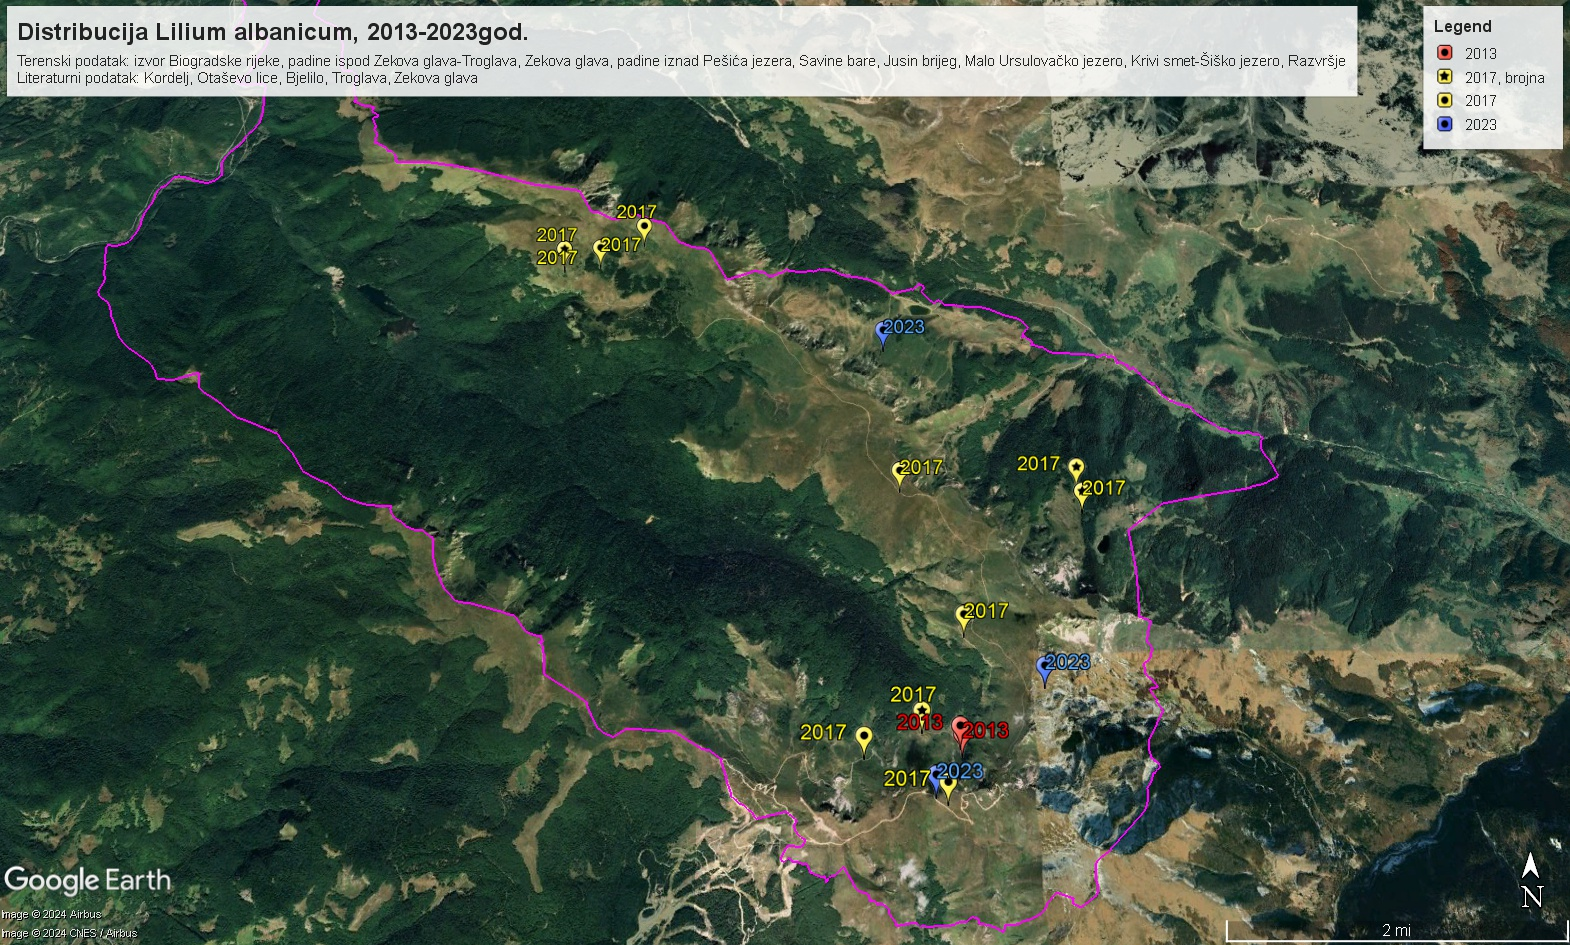 Distribucija Lilium albanicum, 2013-2023god.
Terenski podatak: izvor Biogradske rijeke, padine ispod Zekova glava-Troglava, Zekova glava, padine iznad Pešića jezera, Savine bare, Jusin brijeg, Malo Ursulovačko jezero, Krivi smet-Šiško jezero, Razvršje
Literaturni podatak: Kordelj, Otaševo lice, Bjelilo, Troglava, Zekova glava
Legend
2013
2017, brojna
2017
2023
2017
2017
2017
2017
2023
2017
2017
2017
2017
2023
2017
2013
2013
2017
2017
2023
Google Earth
Image © 2024 Airbus
Image © 2024 CNES / Airbus
N
2 mi